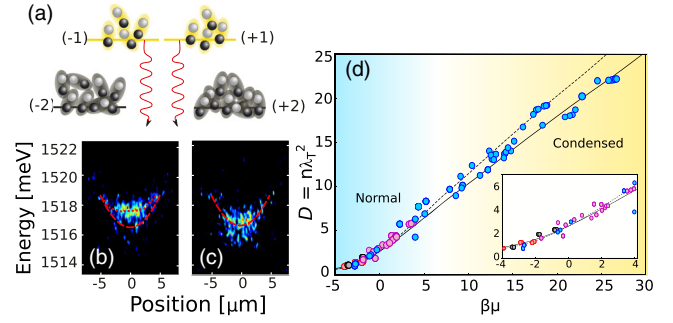 (a)
(-1)
(+1)
(-2)
(+2)
Energy [meV]
1522
1520
1518
1516
1514
(b)
(c)
-5 0 5
-5 0 5
Position [μm]
(d)
D = nλ_T^2
25
20
15
10
5
0
Normal
Condensed
6
4
2
0
-4 -2 0 2 4
-5 0 5 10 15 20 25 30
βμ